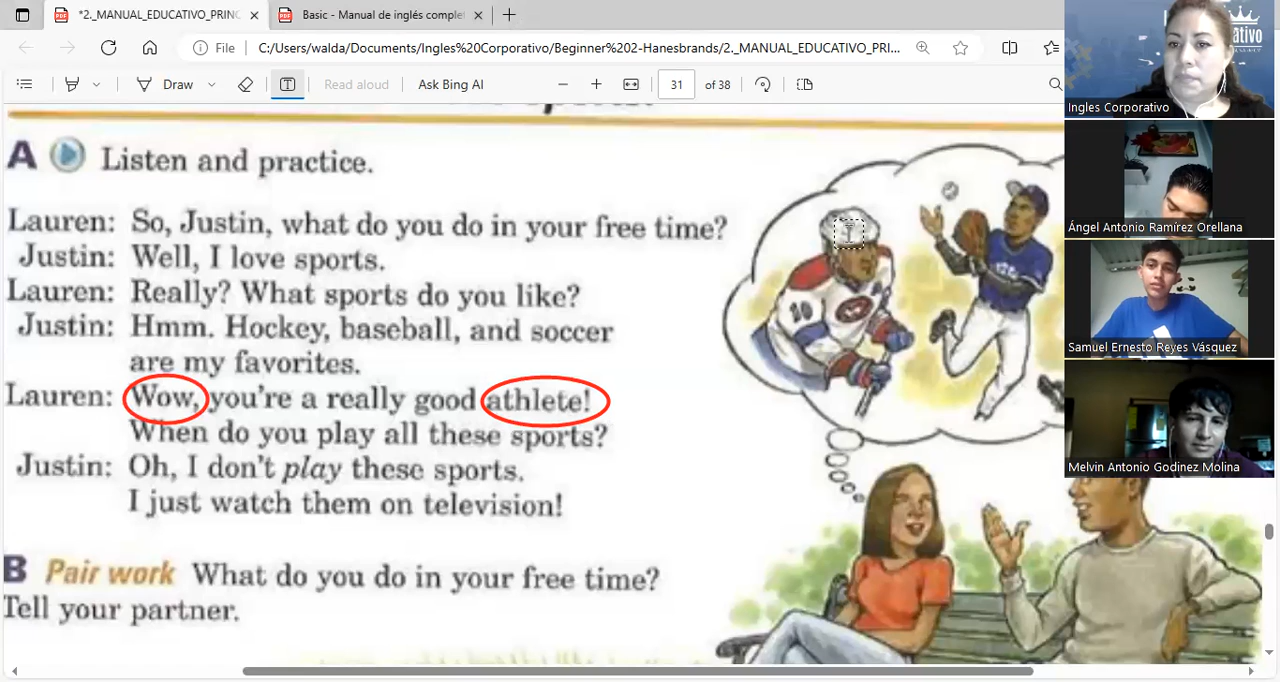 *2._MANUAL_EDUCATIVO_PRINC
Basic - Manual de inglés complet
File
C:/Users/walda/Documents/Ingles%20Corporativo/Beginner%202-Hanesbrands/2._MANUAL_EDUCATIVO_PRI...
Draw
Read aloud
Ask Bing AI
31 of 38
A Listen and practice.
Lauren: So, Justin, what do you do in your free time?
Justin: Well, I love sports.
Lauren: Really? What sports do you like?
Justin: Hmm. Hockey, baseball, and soccer
are my favorites.
Lauren: Wow, you're a really good athlete!
When do you play all these sports?
Justin: Oh, I don't play these sports.
I just watch them on television!
B Pair work What do you do in your free time?
Tell your partner.
10
Ingles Corporativo
Ángel Antonio Ramírez Orellana
Samuel Ernesto Reyes Vásquez
Melvin Antonio Godinez Molina